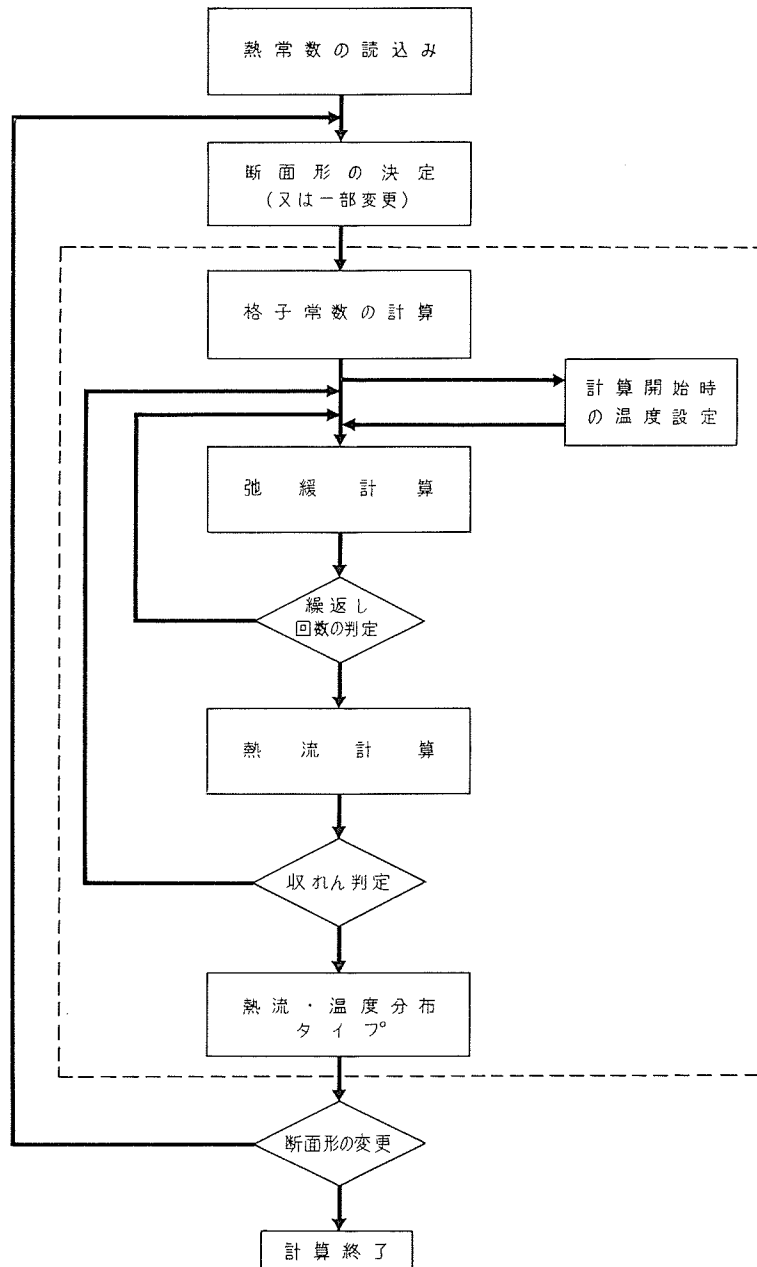 熱常数の読込み
断面形の決定
(又は一部変更)
格子常数の計算
計算開始時
の温度設定
弛緩計算
繰返し
回数の判定
熱流計算
収れん判定
熱流・温度分布
タイプ
断面形の変更
計算終了